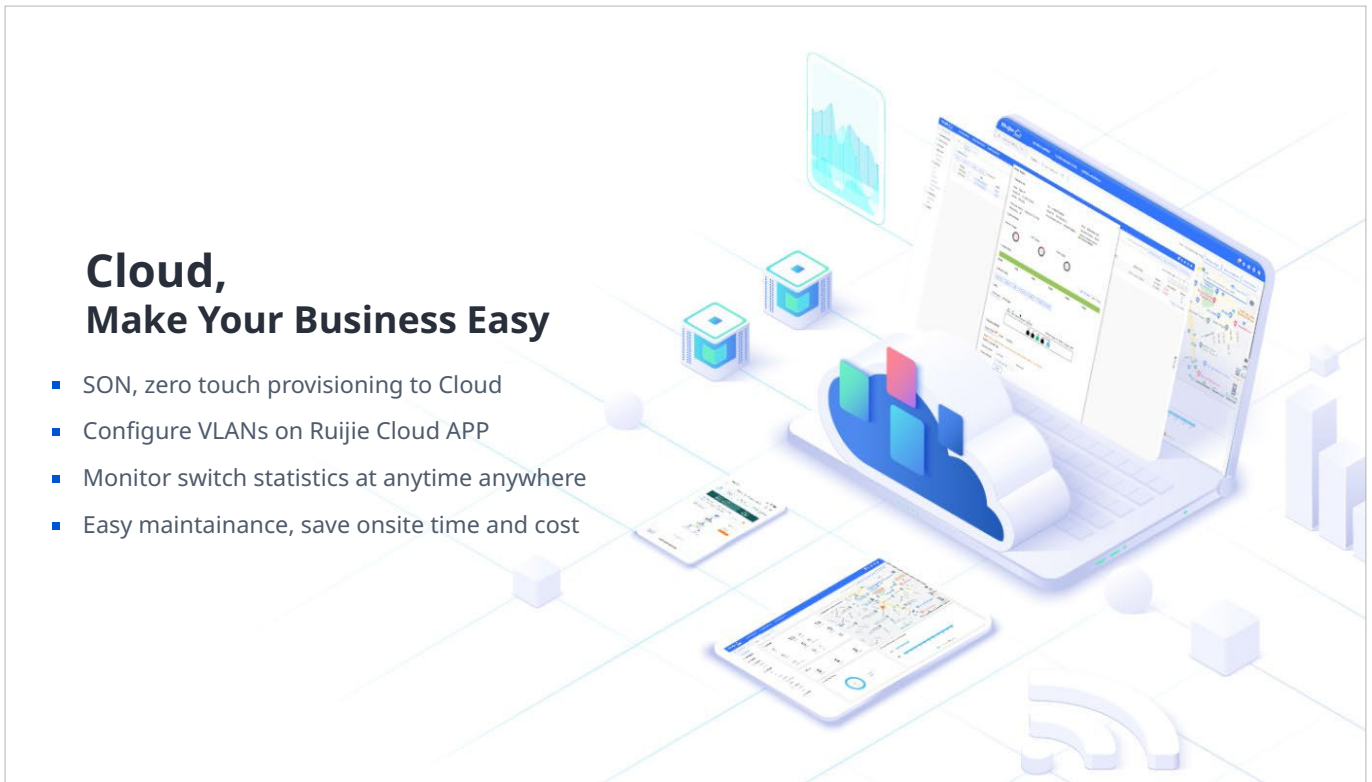 Cloud,
Make Your Business Easy
SON, zero touch provisioning to Cloud
Configure VLANs on Ruijie Cloud APP
Monitor switch statistics at anytime anywhere
Easy maintainance, save onsite time and cost